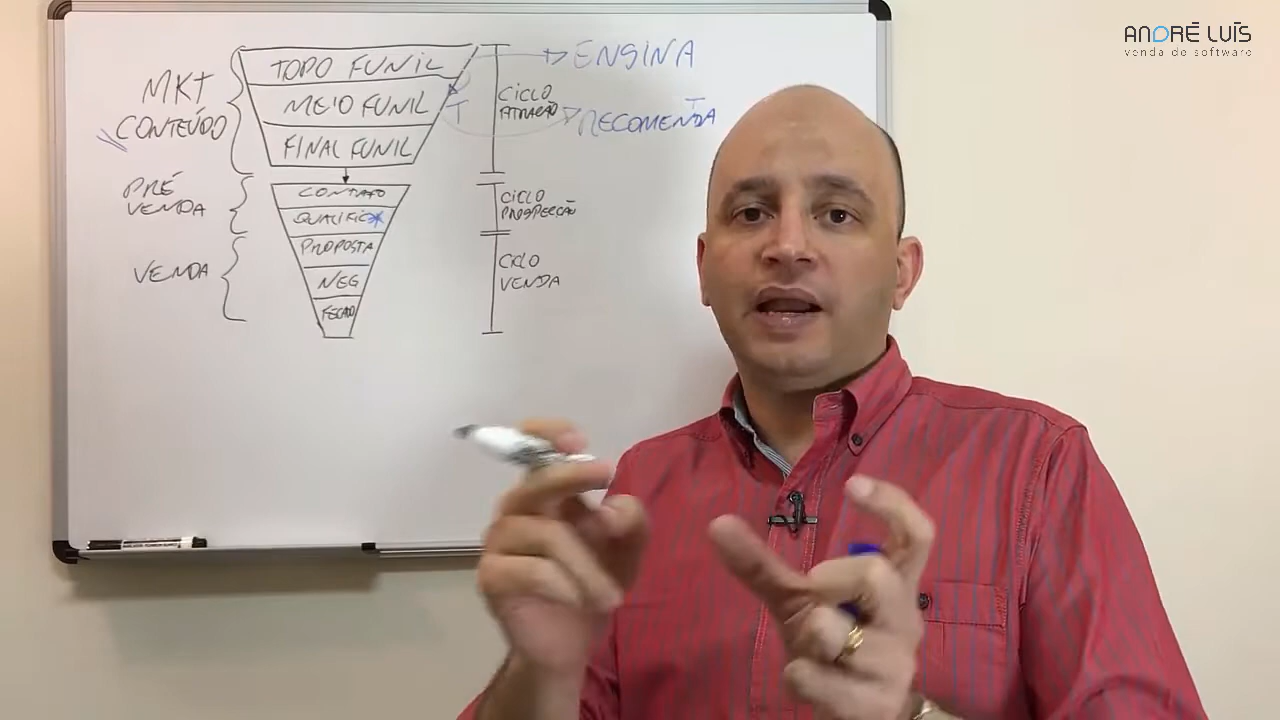 ANDRÉ LUÍS
venda de software
MKT
CONTEÚDO
PRÉ
VENDA
VENDA
TOPO FUNIL
MEIO FUNIL
FINAL FUNIL
CONTATO
QUALIFIC
PROPOSTA
NEG
CICLO
ATRAÇÃO
CICLO
PROSPECÇÃO
CICLO
VENDA
ENSINA
T
RECOMENDA